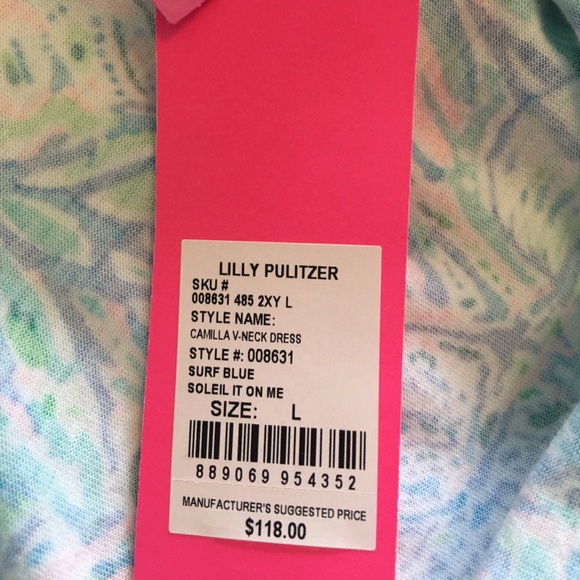 LILLY PULITZER
SKU #
008631 485 2XY L
STYLE NAME:
CAMILLA V-NECK DRESS
STYLE #: 008631
SURF BLUE
SOLEIL IT ON ME
SIZE: L
889069 954352
MANUFACTURER'S SUGGESTED PRICE
$118.00